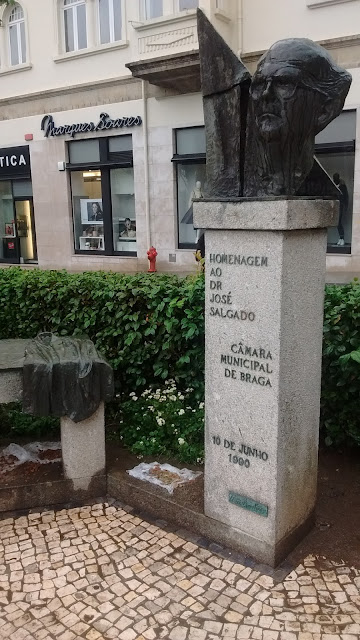 Marques Soares
TICA
HOMENAGEM
AO
DR
JOSÉ
SALGADO
CÂMARA
MUNICIPAL
DE BRAGA
10 DE JUNHO
1990